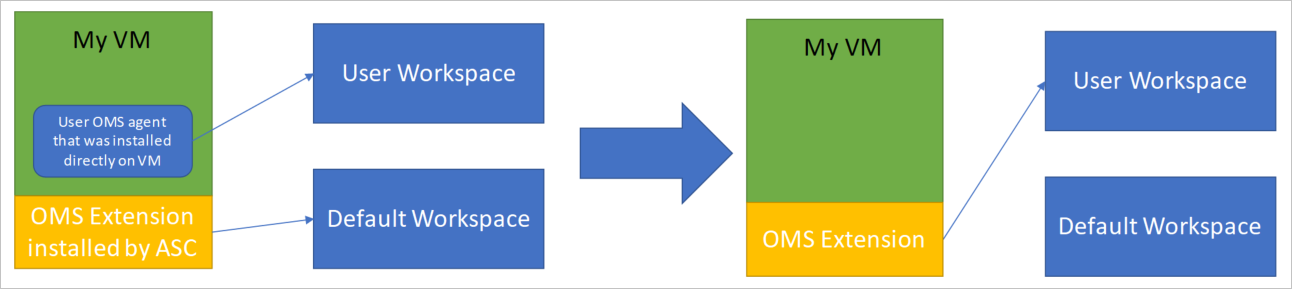 My VM
User OMS agent
that was installed
directly on VM
OMS Extension
installed by ASC
User Workspace
Default Workspace
My VM
OMS Extension
User Workspace
Default Workspace